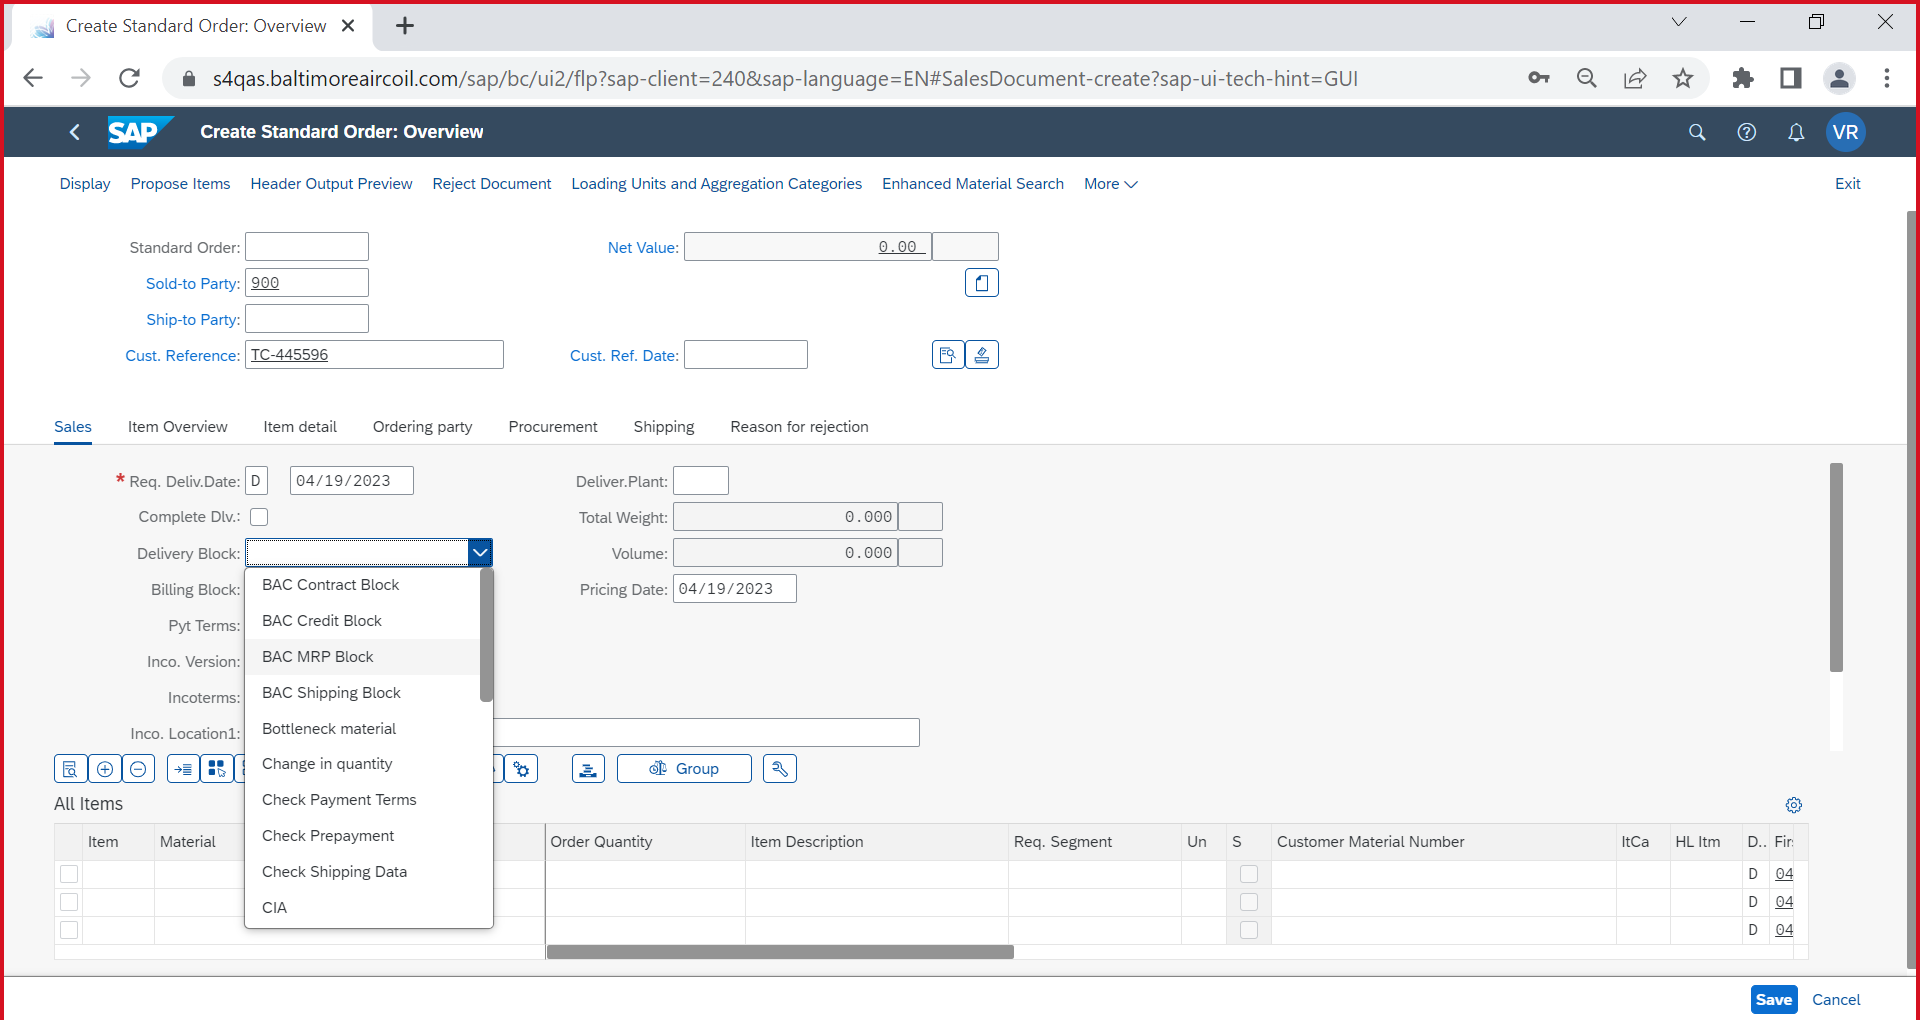 Create Standard Order: Overview
s4qas.baltimoreaircoil.com/sap/bc/ui2/flp?sap-client=240&sap-language=EN#SalesDocument-create?sap-ui-tech-hint=GUI
SAP Create Standard Order: Overview VR
Display Propose Items Header Output Preview Reject Document Loading Units and Aggregation Categories Enhanced Material Search More Exit
Standard Order: Net Value: 0.00
Sold-to Party: 900
Ship-to Party:
Cust. Reference: TC-445596 Cust. Ref. Date:
Sales Item Overview Item detail Ordering party Procurement Shipping Reason for rejection
* Req. Deliv.Date: D 04/19/2023 Deliver.Plant:
Complete Dlv.: Total Weight: 0.000
Delivery Block: Volume: 0.000
Billing Block: BAC Contract Block Pricing Date: 04/19/2023
BAC Credit Block
Pyt Terms:
Inco. Version: BAC MRP Block
Incoterms: BAC Shipping Block
Inco. Location1: Bottleneck material
Change in quantity Group
All Items Check Payment Terms
Item Material Check Prepayment Order Quantity Item Description Req. Segment Un S Customer Material Number ItCa HL Itm D.. Fir
Check Shipping Data D 04
CIA D 04
D 04
Save Cancel